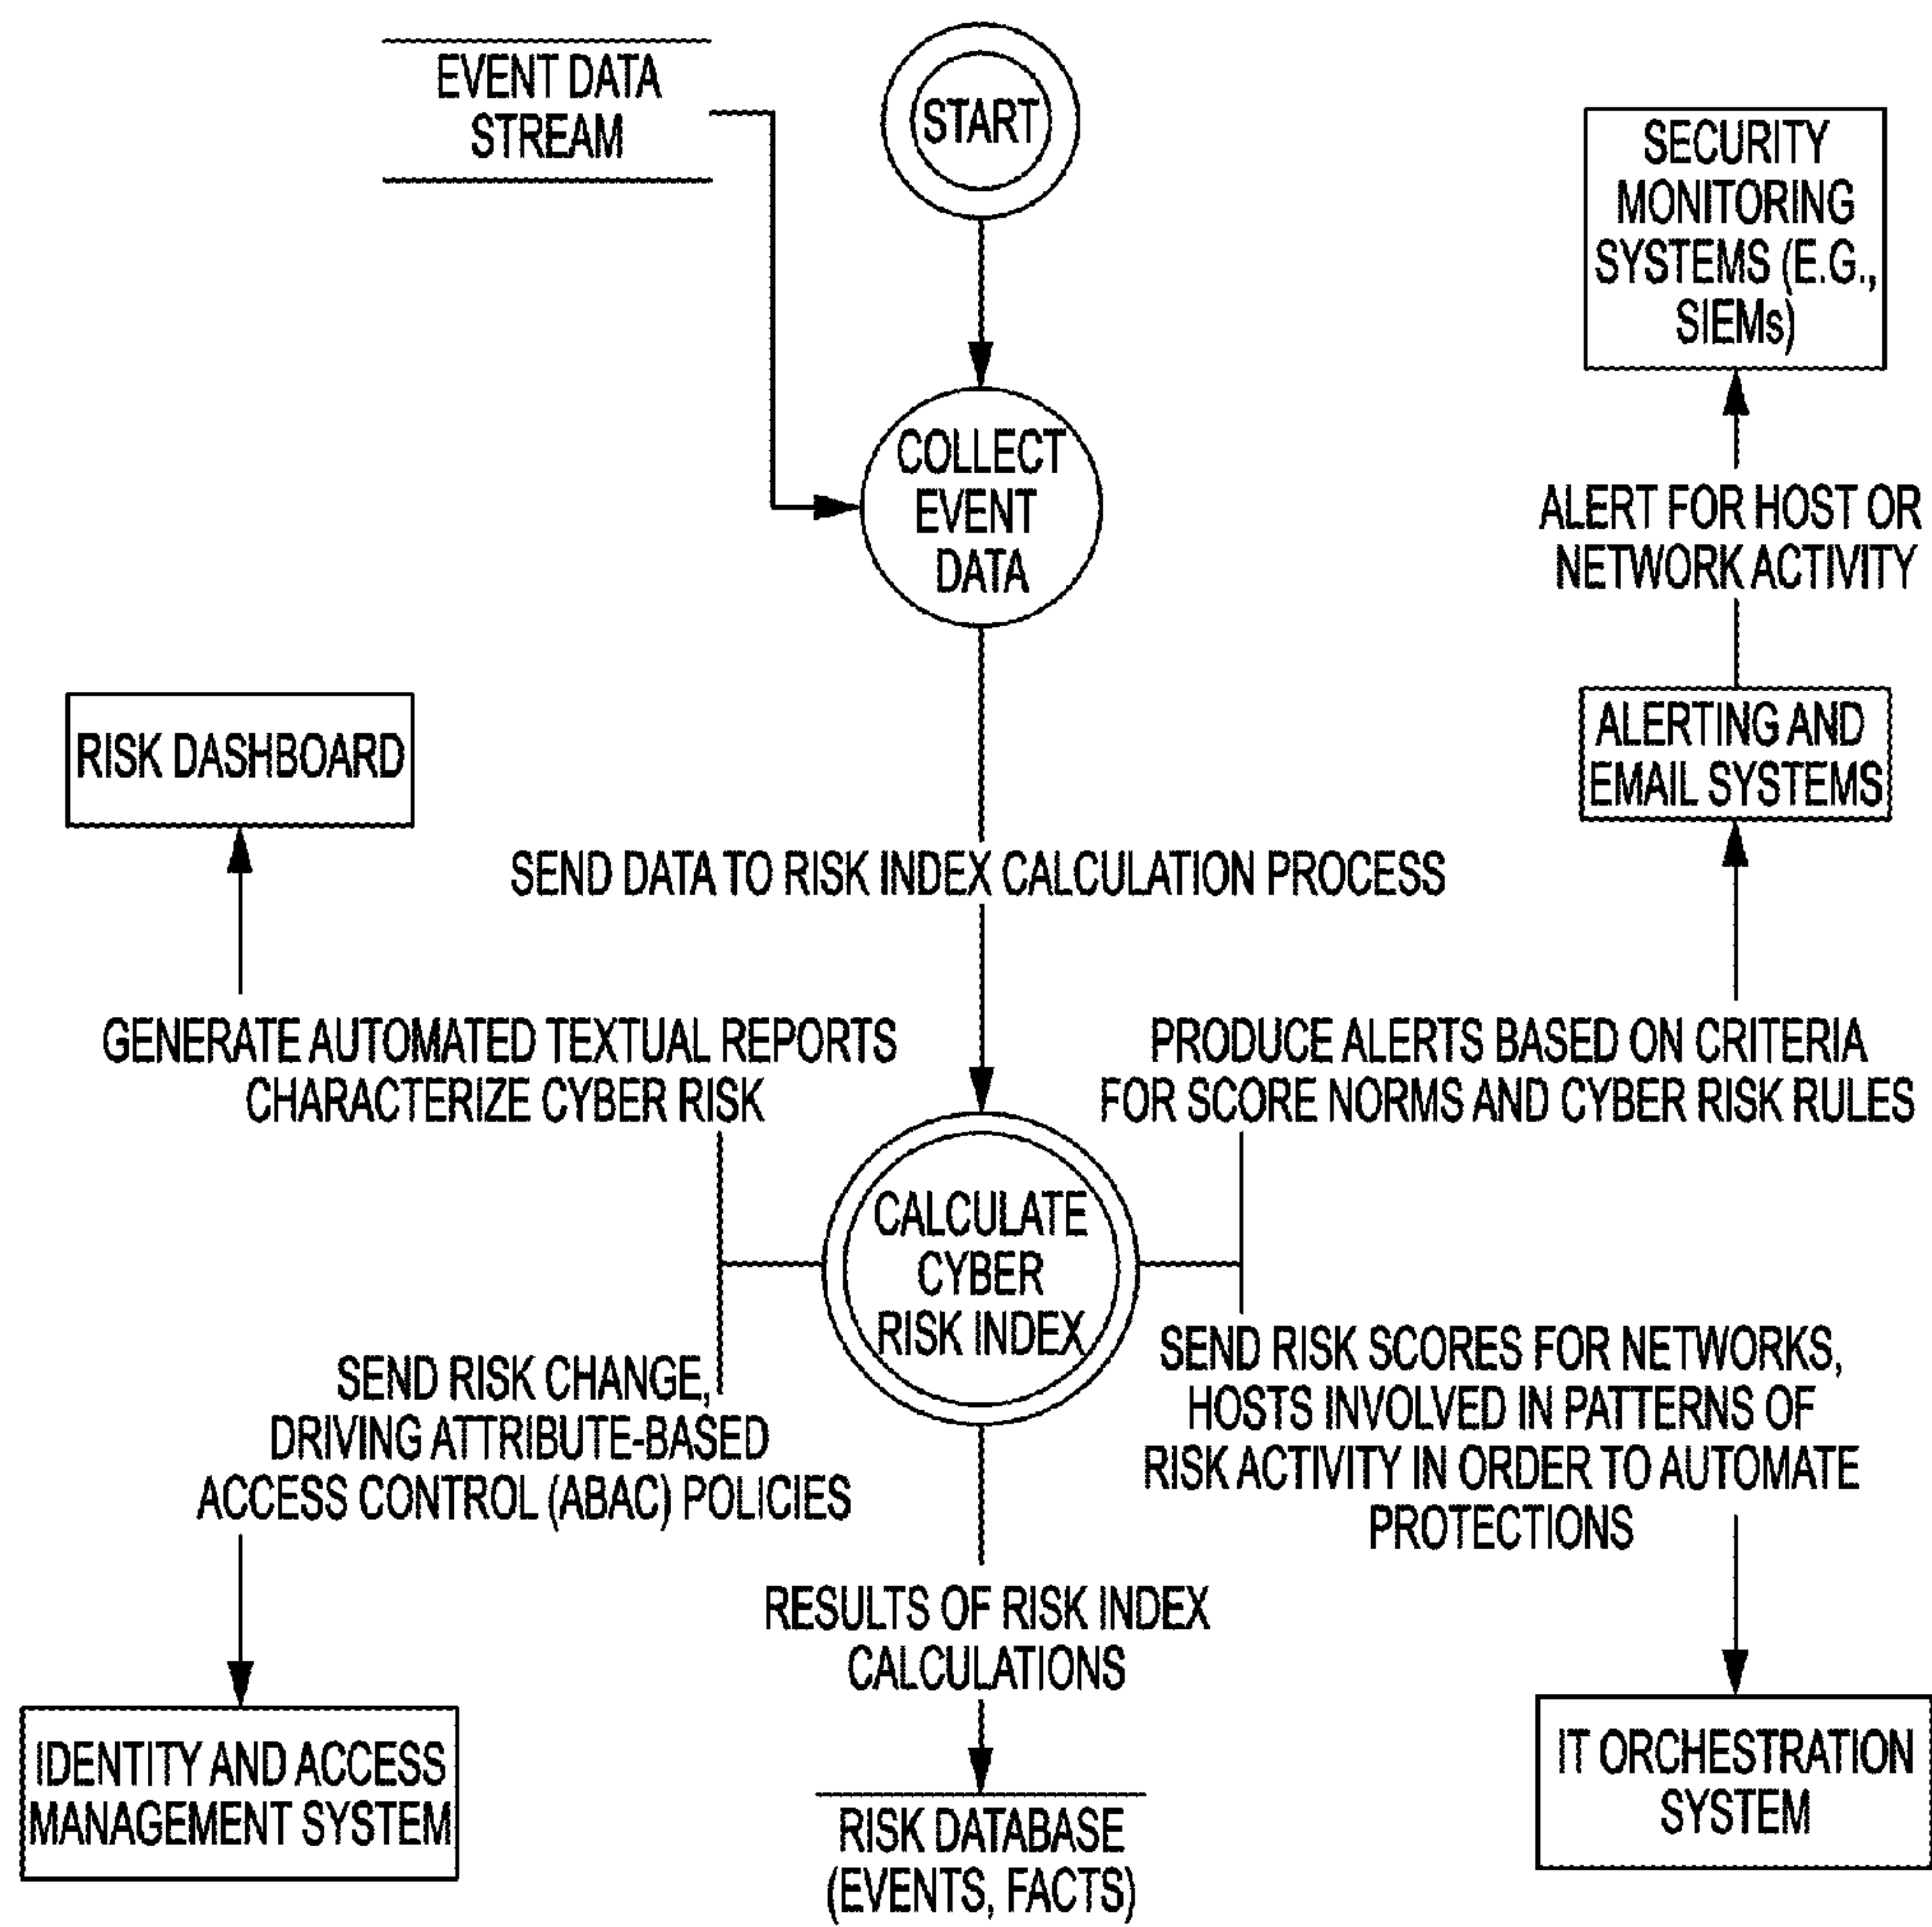 EVENT DATA
STREAM
START
SECURITY
MONITORING
SYSTEMS (E.G.,
SIEMs)
COLLECT
EVENT
DATA
ALERT FOR HOST OR
NETWORK ACTIVITY
RISK DASHBOARD
ALERTING AND
EMAIL SYSTEMS
SEND DATA TO RISK INDEX CALCULATION PROCESS
GENERATE AUTOMATED TEXTUAL REPORTS
CHARACTERIZE CYBER RISK
PRODUCE ALERTS BASED ON CRITERIA
FOR SCORE NORMS AND CYBER RISK RULES
CALCULATE
CYBER
RISK INDEX
SEND RISK CHANGE,
DRIVING ATTRIBUTE-BASED
ACCESS CONTROL (ABAC) POLICIES
SEND RISK SCORES FOR NETWORKS,
HOSTS INVOLVED IN PATTERNS OF
RISK ACTIVITY IN ORDER TO AUTOMATE
PROTECTIONS
RESULTS OF RISK INDEX
CALCULATIONS
IDENTITY AND ACCESS
MANAGEMENT SYSTEM
RISK DATABASE
(EVENTS, FACTS)
IT ORCHESTRATION
SYSTEM